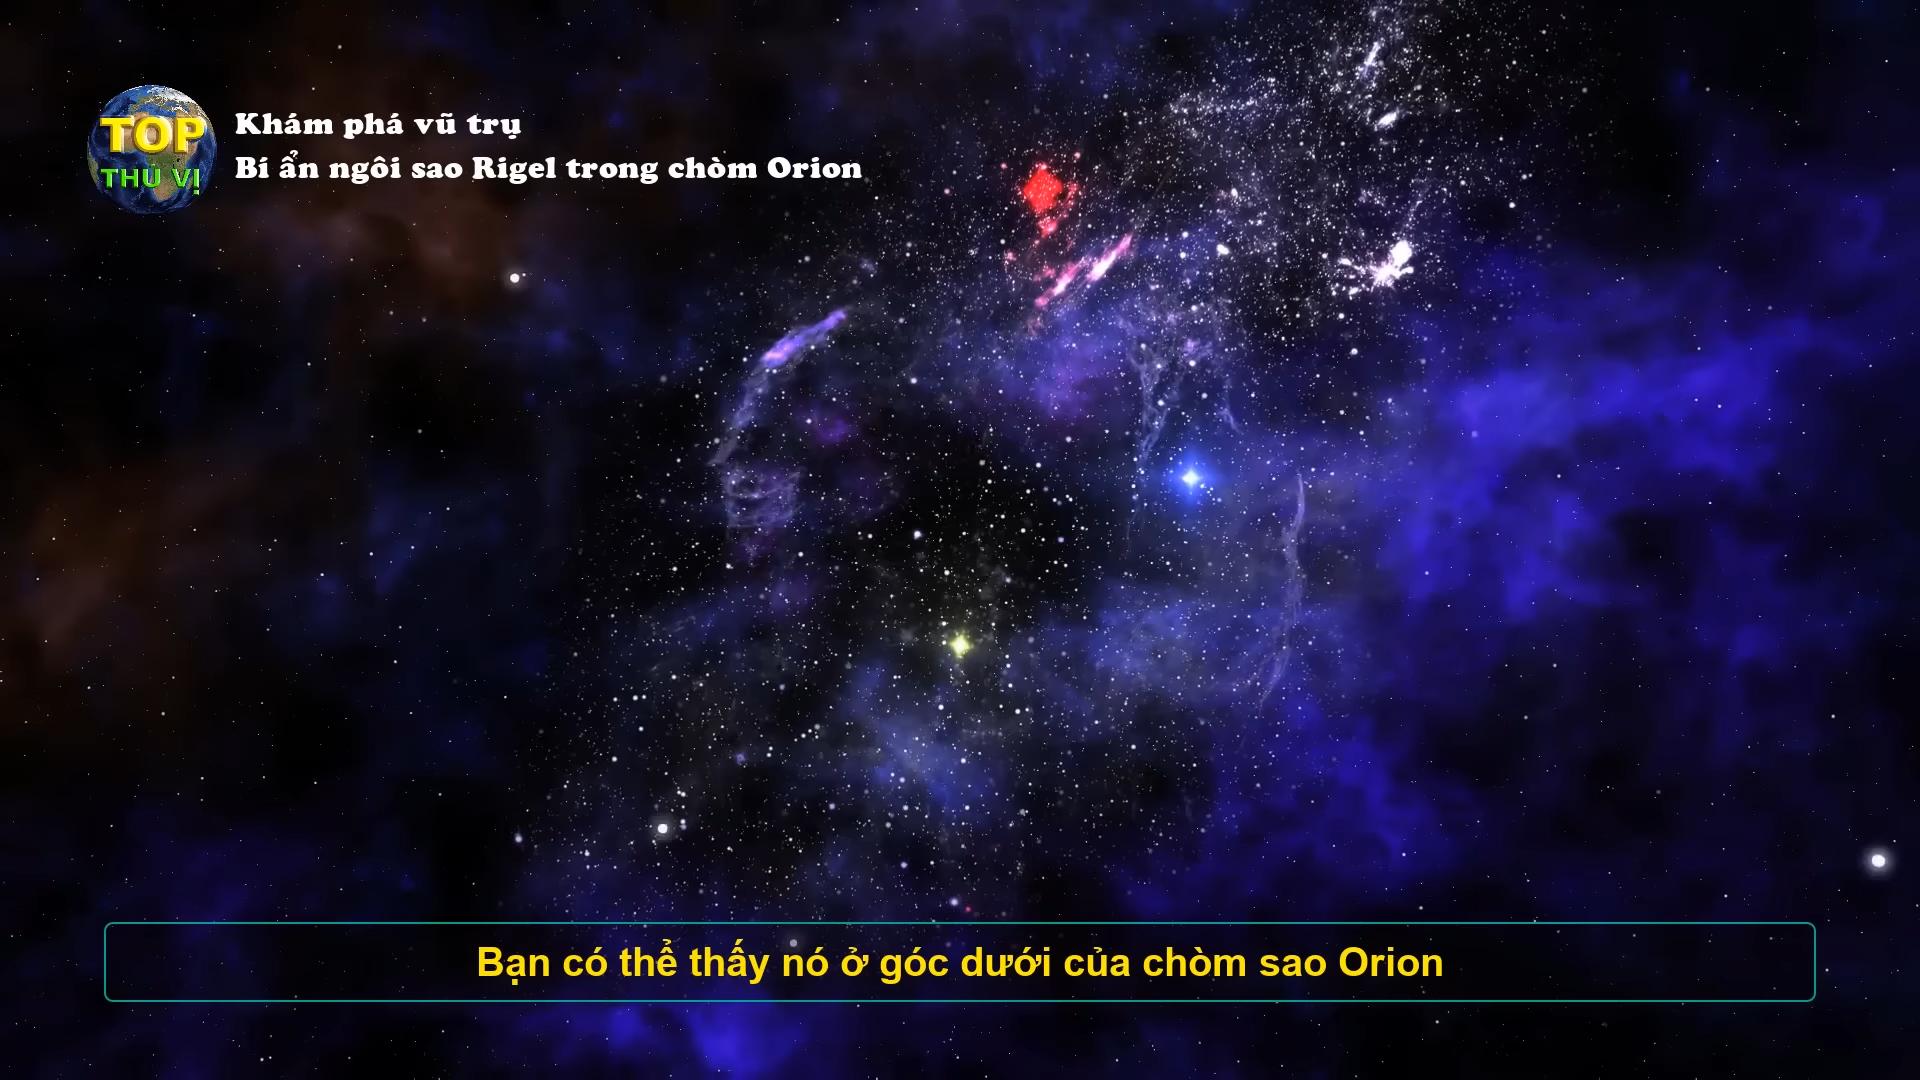 TOP
THÚ VỊ
Khám phá vũ trụ
Bí ẩn ngôi sao Rigel trong chòm Orion
Bạn có thể thấy nó ở góc dưới của chòm sao Orion